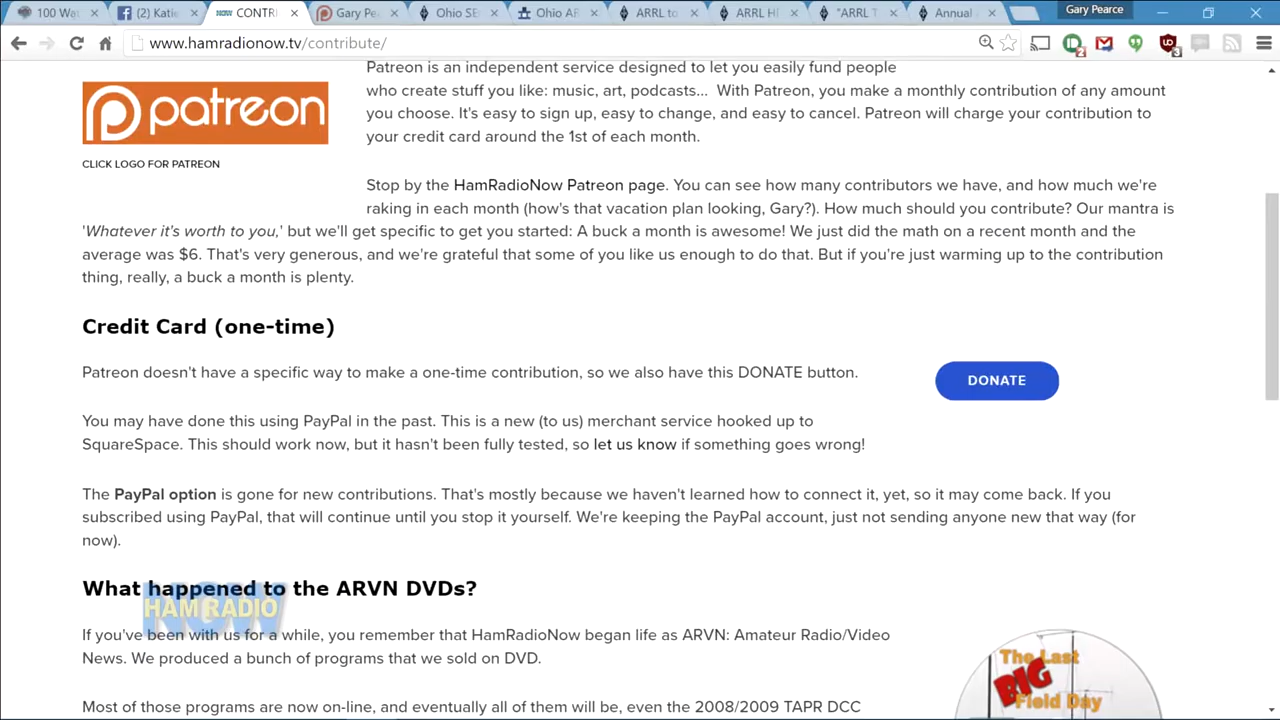 100 Wat
(2) Katie
CONTRI
Gary Pe
Ohio SE
Ohio AR
ARRL to
ARRL HI
"ARRL T
Annual
Gary Pearce
www.hamradionow.tv/contribute/
2
3
Patreon is an independent service designed to let you easily fund people
who create stuff you like: music, art, podcasts... With Patreon, you make a monthly contribution of any amount
you choose. It's easy to sign up, easy to change, and easy to cancel. Patreon will charge your contribution to
your credit card around the 1st of each month.
patreon
CLICK LOGO FOR PATREON
Stop by the HamRadioNow Patreon page. You can see how many contributors we have, and how much we're
raking in each month (how's that vacation plan looking, Gary?). How much should you contribute? Our mantra is
'Whatever it's worth to you,' but we'll get specific to get you started: A buck a month is awesome! We just did the math on a recent month and the
average was $6. That's very generous, and we're grateful that some of you like us enough to do that. But if you're just warming up to the contribution
thing, really, a buck a month is plenty.
Credit Card (one-time)
Patreon doesn't have a specific way to make a one-time contribution, so we also have this DONATE button.
DONATE
You may have done this using PayPal in the past. This is a new (to us) merchant service hooked up to
SquareSpace. This should work now, but it hasn't been fully tested, so let us know if something goes wrong!
The PayPal option is gone for new contributions. That's mostly because we haven't learned how to connect it, yet, so it may come back. If you
subscribed using PayPal, that will continue until you stop it yourself. We're keeping the PayPal account, just not sending anyone new that way (for
now).
What happened to the ARVN DVDs?
NOW
HAM RADIO
If you've been with us for a while, you remember that HamRadioNow began life as ARVN: Amateur Radio/Video
News. We produced a bunch of programs that we sold on DVD.
The Last
BIG
Field Day
Most of those programs are now on-line, and eventually all of them will be, even the 2008/2009 TAPR DCC